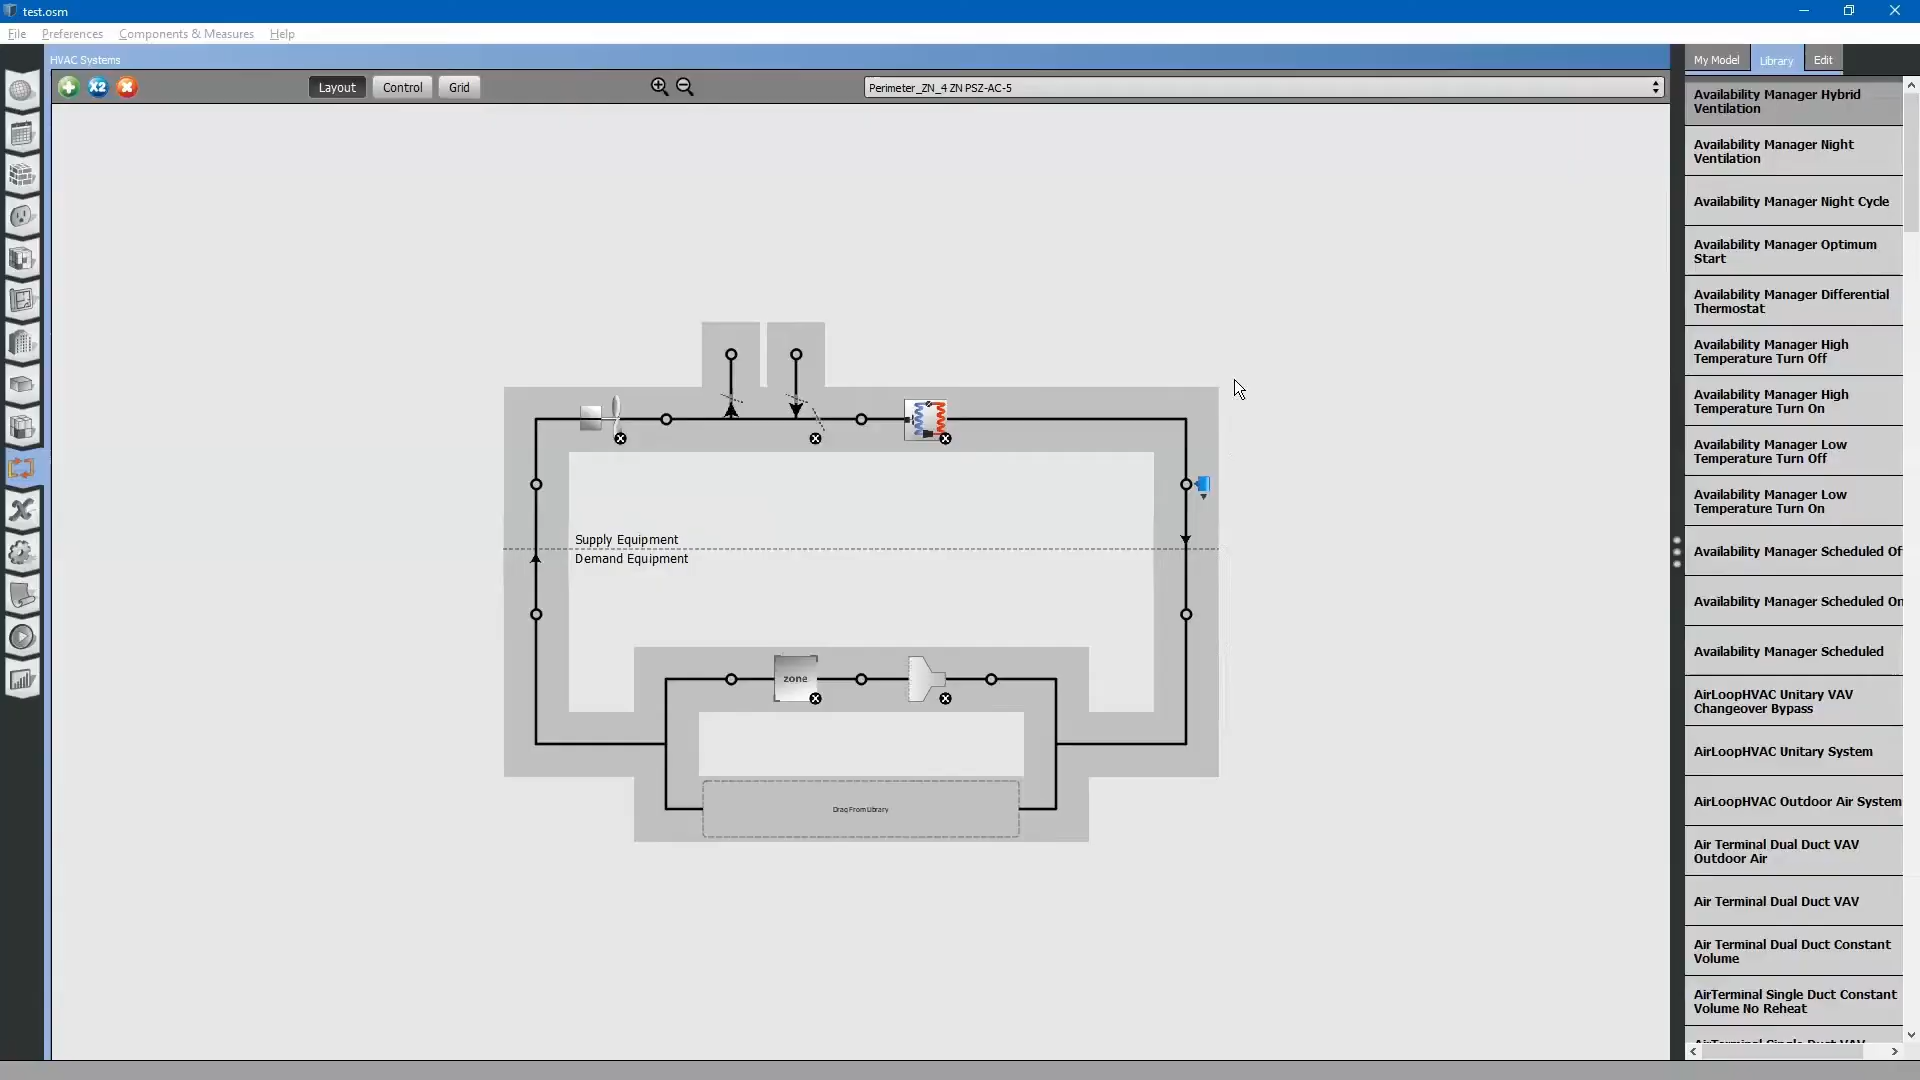 test.osm
File Preferences Components & Measures Help
HVAC Systems
My Model Library Edit
X2 Layout Control Grid Perimeter_ZN_4 ZN PSZ-AC-5
Supply Equipment
Demand Equipment
zone
Drag From Library
Availability Manager Hybrid
Ventilation
Availability Manager Night
Ventilation
Availability Manager Night Cycle
Availability Manager Optimum
Start
Availability Manager Differential
Thermostat
Availability Manager High
Temperature Turn Off
Availability Manager High
Temperature Turn On
Availability Manager Low
Temperature Turn Off
Availability Manager Low
Temperature Turn On
Availability Manager Scheduled Of
Availability Manager Scheduled On
Availability Manager Scheduled
AirLoopHVAC Unitary VAV
Changeover Bypass
AirLoopHVAC Unitary System
AirLoopHVAC Outdoor Air System
Air Terminal Dual Duct VAV
Outdoor Air
Air Terminal Dual Duct VAV
Air Terminal Dual Duct Constant
Volume
AirTerminal Single Duct Constant
Volume No Reheat
AirTerminal Single Duct VAV